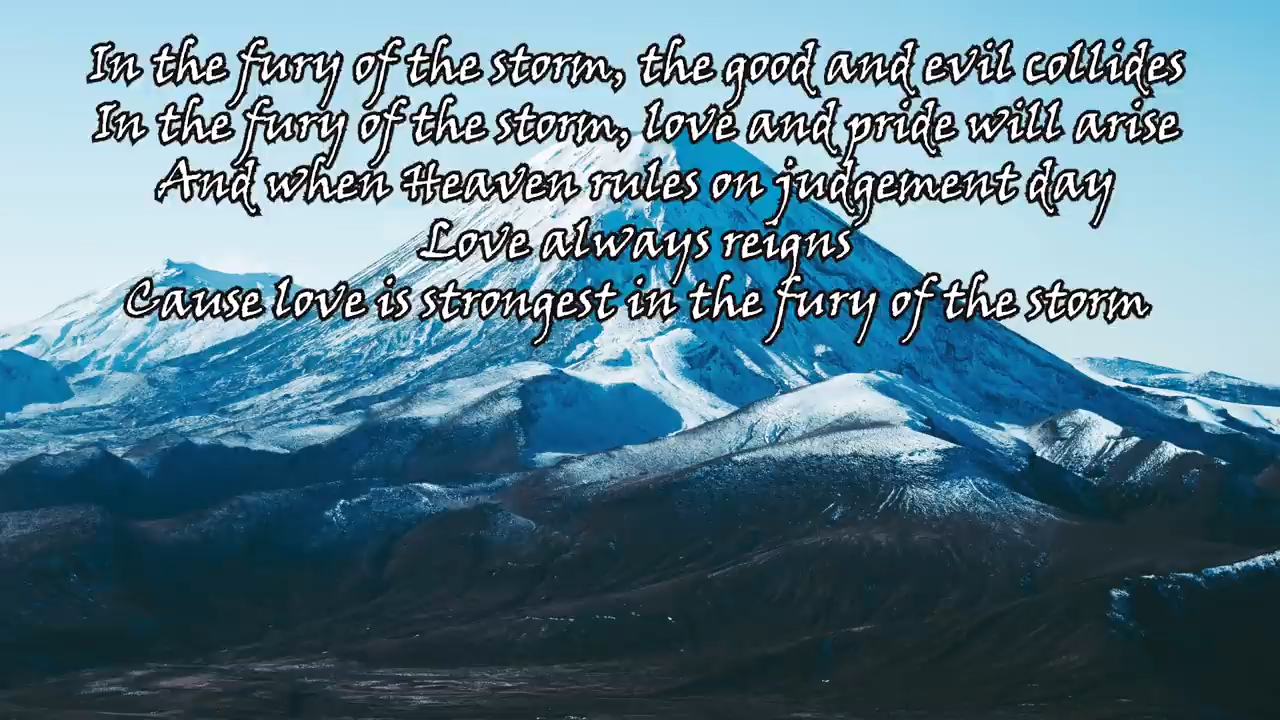 In the fury of the storm, the good and evil collides
In the fury of the storm, love and pride will arise
And when Heaven rules on judgement day
Love always reigns
Cause love is strongest in the fury of the storm